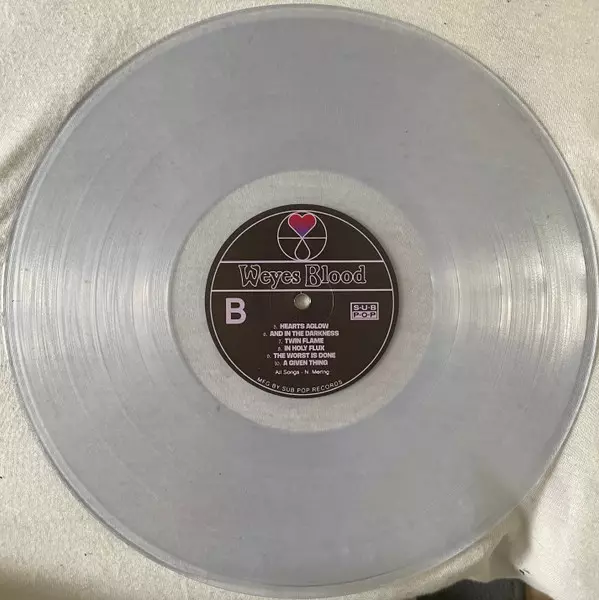 Weyes Blood
B
S·U·B
P·O·P
5. HEARTS AGLOW
6. AND IN THE DARKNESS
7. TWIN FLAME
8. IN HOLY FLUX
9. THE WORST IS DONE
10. A GIVEN THING
All Songs - N. Mering
MFG BY SUB POP RECORDS